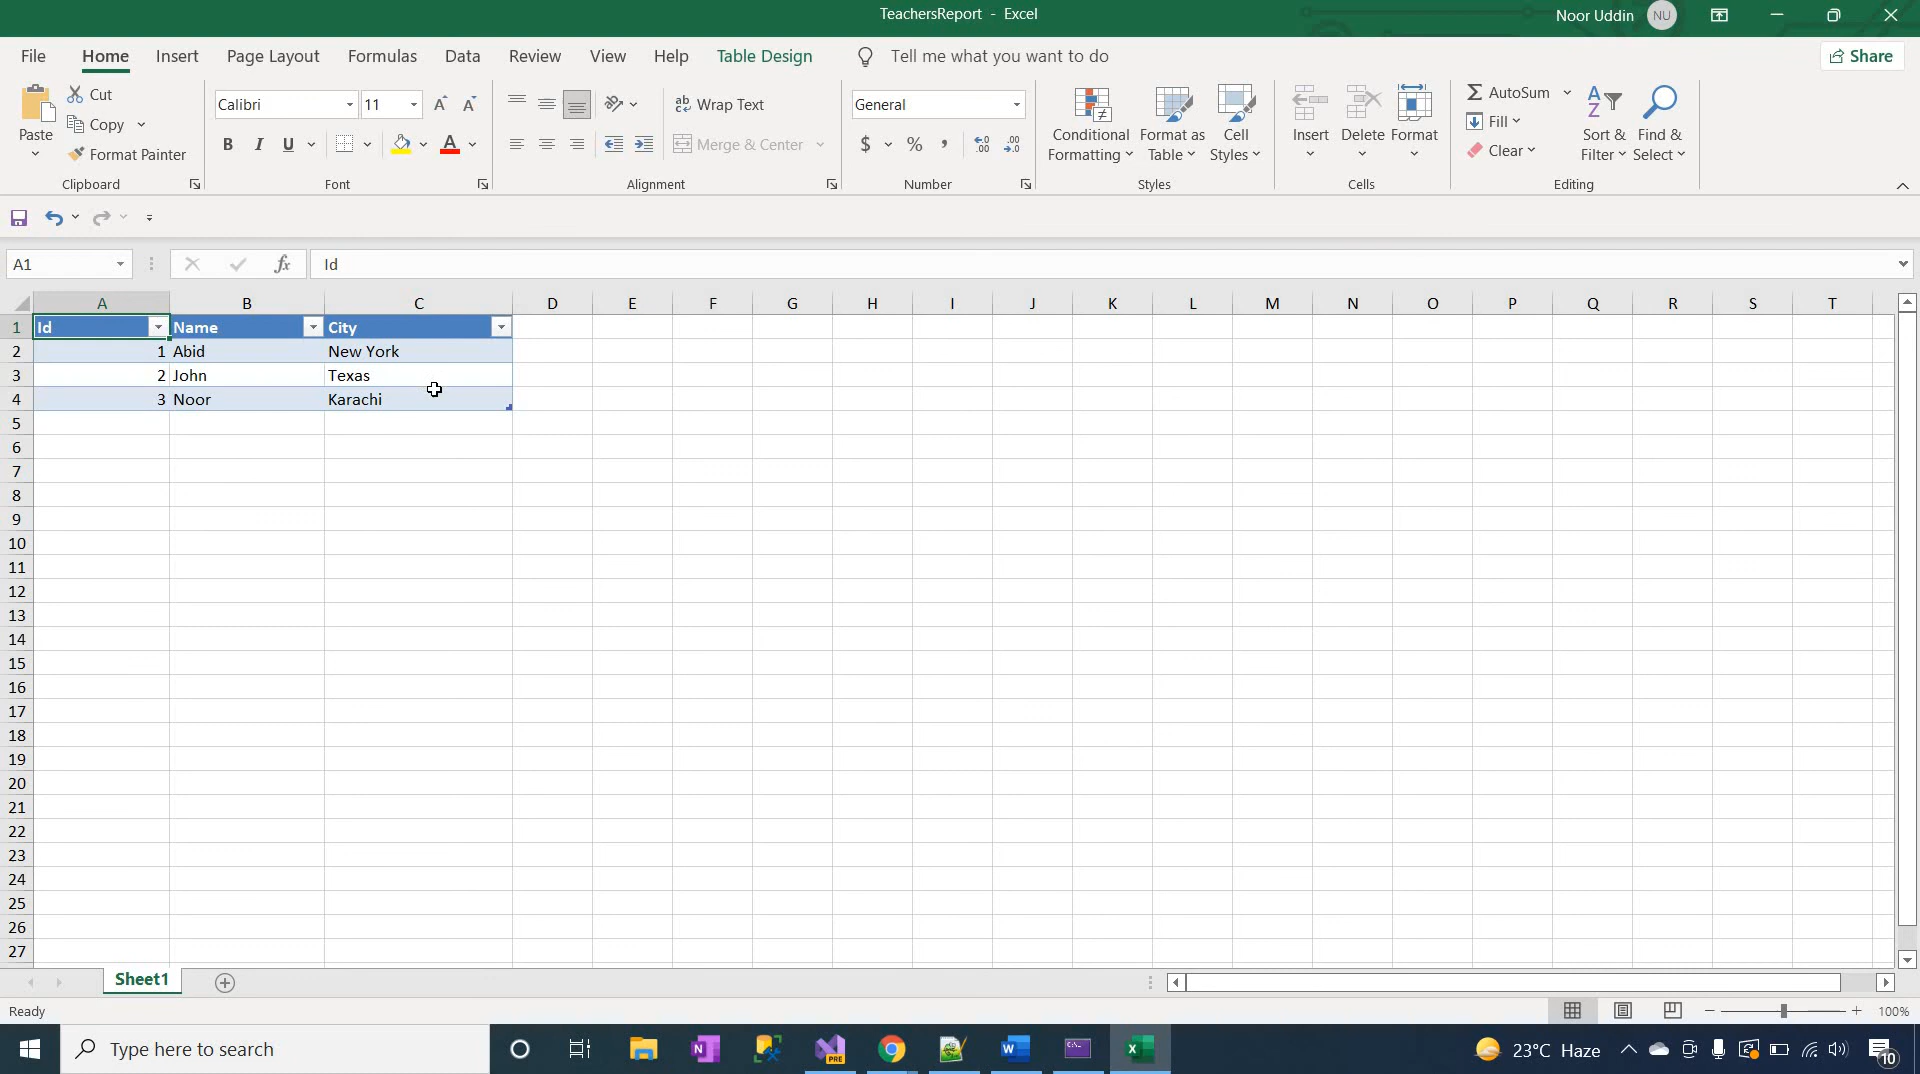 TeachersReport - Excel
Noor Uddin NU
File Home Insert Page Layout Formulas Data Review View Help Table Design Tell me what you want to do Share
Paste
Cut
Copy
Format Painter
Clipboard
Calibri 11
B I U A
Font
ab Wrap Text
Merge & Center
Alignment
General
$ % ,
Number
Conditional Formatting
Format as Table
Cell Styles
Styles
Insert Delete Format
Cells
AutoSum
Fill
Clear
Sort & Filter
Find & Select
Editing
A1 fx Id
A B C D E F G H I J K L M N O P Q R S T
1 Id Name City
2 1 Abid New York
3 2 John Texas
4 3 Noor Karachi
5
6
7
8
9
10
11
12
13
14
15
16
17
18
19
20
21
22
23
24
25
26
27
Sheet1
Ready 100%
Type here to search
23°C Haze 10